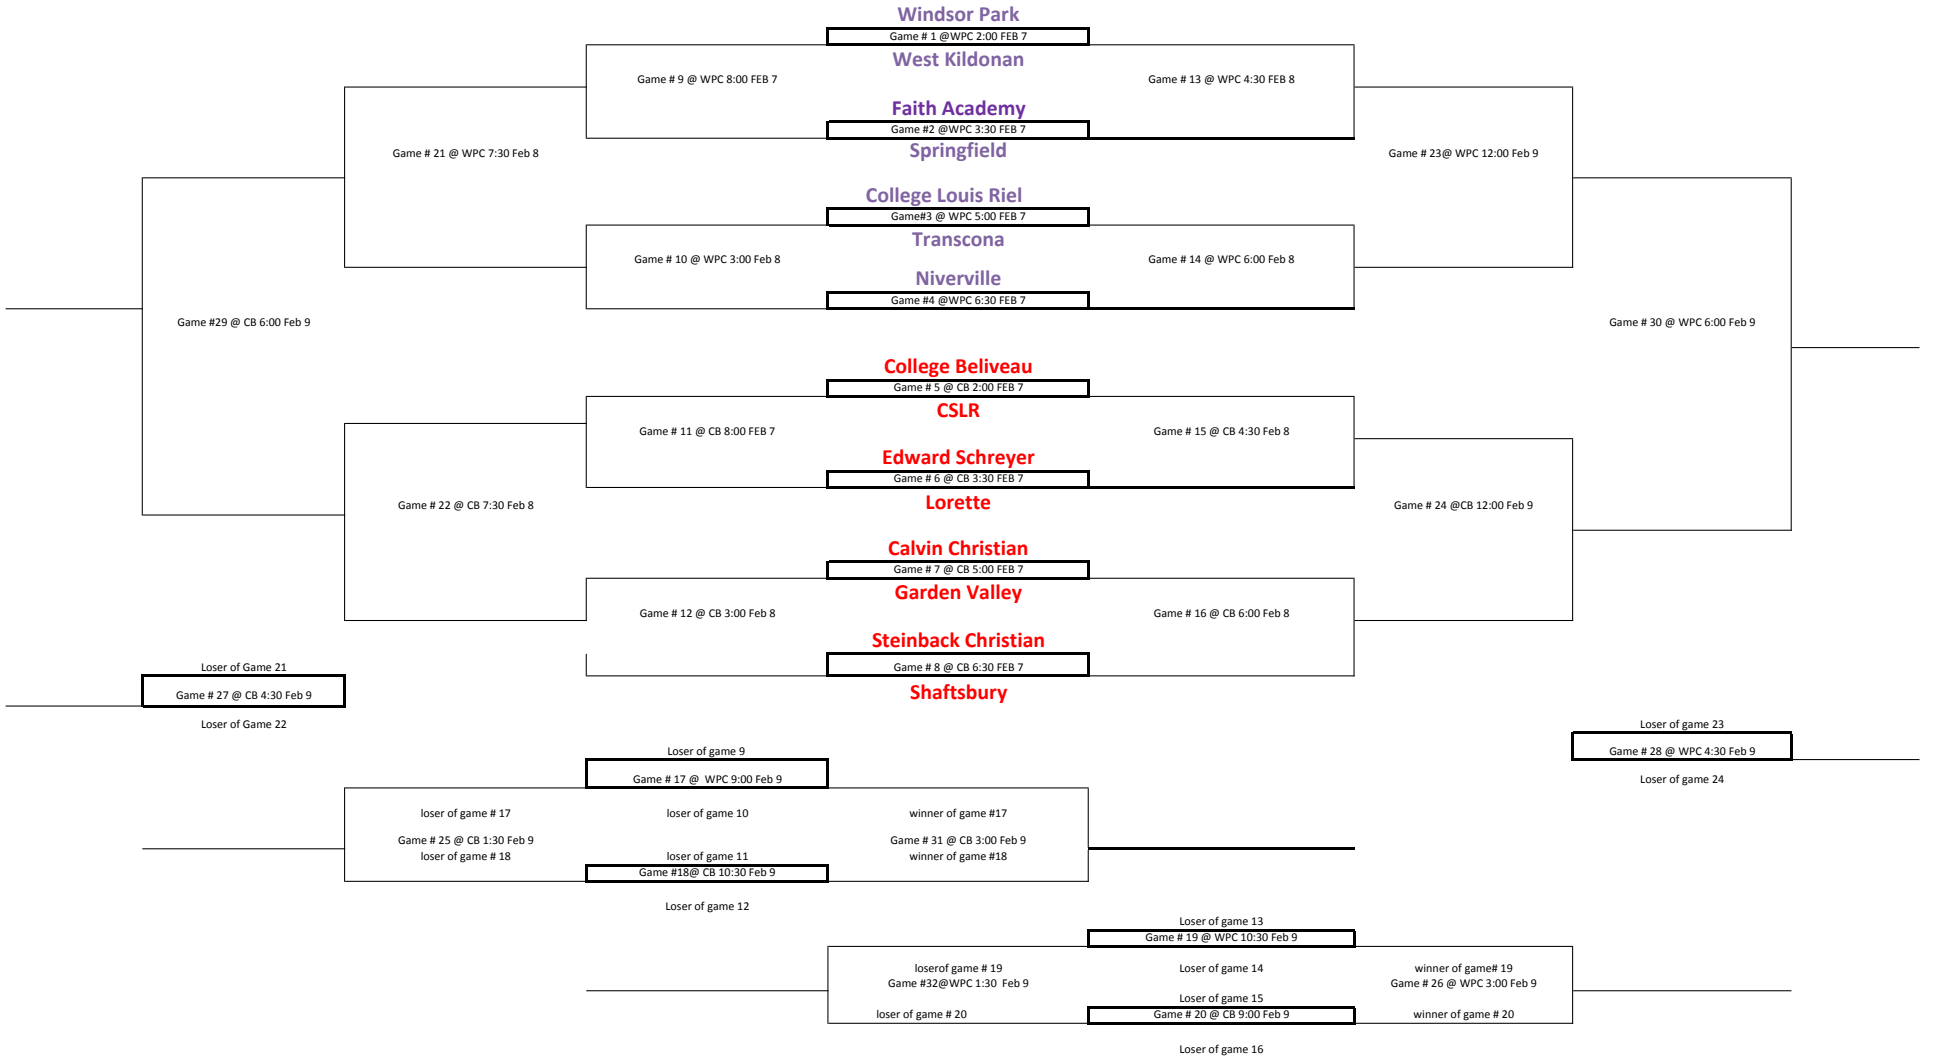 Windsor Park
Game # 1 @WPC 2:00 FEB 7
West Kildonan
Game # 9 @ WPC 8:00 FEB 7
Game # 13 @ WPC 4:30 FEB 8
Faith Academy
Game #2 @WPC 3:30 FEB 7
Springfield
Game # 21 @ WPC 7:30 Feb 8
Game # 23@ WPC 12:00 Feb 9
College Louis Riel
Game#3 @ WPC 5:00 FEB 7
Transcona
Game # 10 @ WPC 3:00 Feb 8
Game # 14 @ WPC 6:00 Feb 8
Niverville
Game #4 @WPC 6:30 FEB 7
Game #29 @ CB 6:00 Feb 9
Game # 30 @ WPC 6:00 Feb 9
College Beliveau
Game # 5 @ CB 2:00 FEB 7
CSLR
Game # 11 @ CB 8:00 FEB 7
Game # 15 @ CB 4:30 Feb 8
Edward Schreyer
Game # 6 @ CB 3:30 FEB 7
Lorette
Game # 22 @ CB 7:30 Feb 8
Game # 24 @CB 12:00 Feb 9
Calvin Christian
Game # 7 @ CB 5:00 FEB 7
Garden Valley
Game # 12 @ CB 3:00 Feb 8
Game # 16 @ CB 6:00 Feb 8
Steinback Christian
Game # 8 @ CB 6:30 FEB 7
Shaftsbury
Loser of Game 21
Game # 27 @ CB 4:30 Feb 9
Loser of Game 22
Loser of game 23
Game # 28 @ WPC 4:30 Feb 9
Loser of game 24
Loser of game 9
Game # 17 @ WPC 9:00 Feb 9
loser of game # 17
loser of game 10
winner of game #17
Game # 25 @ CB 1:30 Feb 9
Game # 31 @ CB 3:00 Feb 9
loser of game # 18
loser of game 11
winner of game #18
Game #18@ CB 10:30 Feb 9
Loser of game 12
Loser of game 13
Game # 19 @ WPC 10:30 Feb 9
loserof game # 19
Loser of game 14
winner of game# 19
Game #32@WPC 1:30 Feb 9
Game # 26 @ WPC 3:00 Feb 9
Loser of game 15
loser of game # 20
Game # 20 @ CB 9:00 Feb 9
winner of game # 20
Loser of game 16